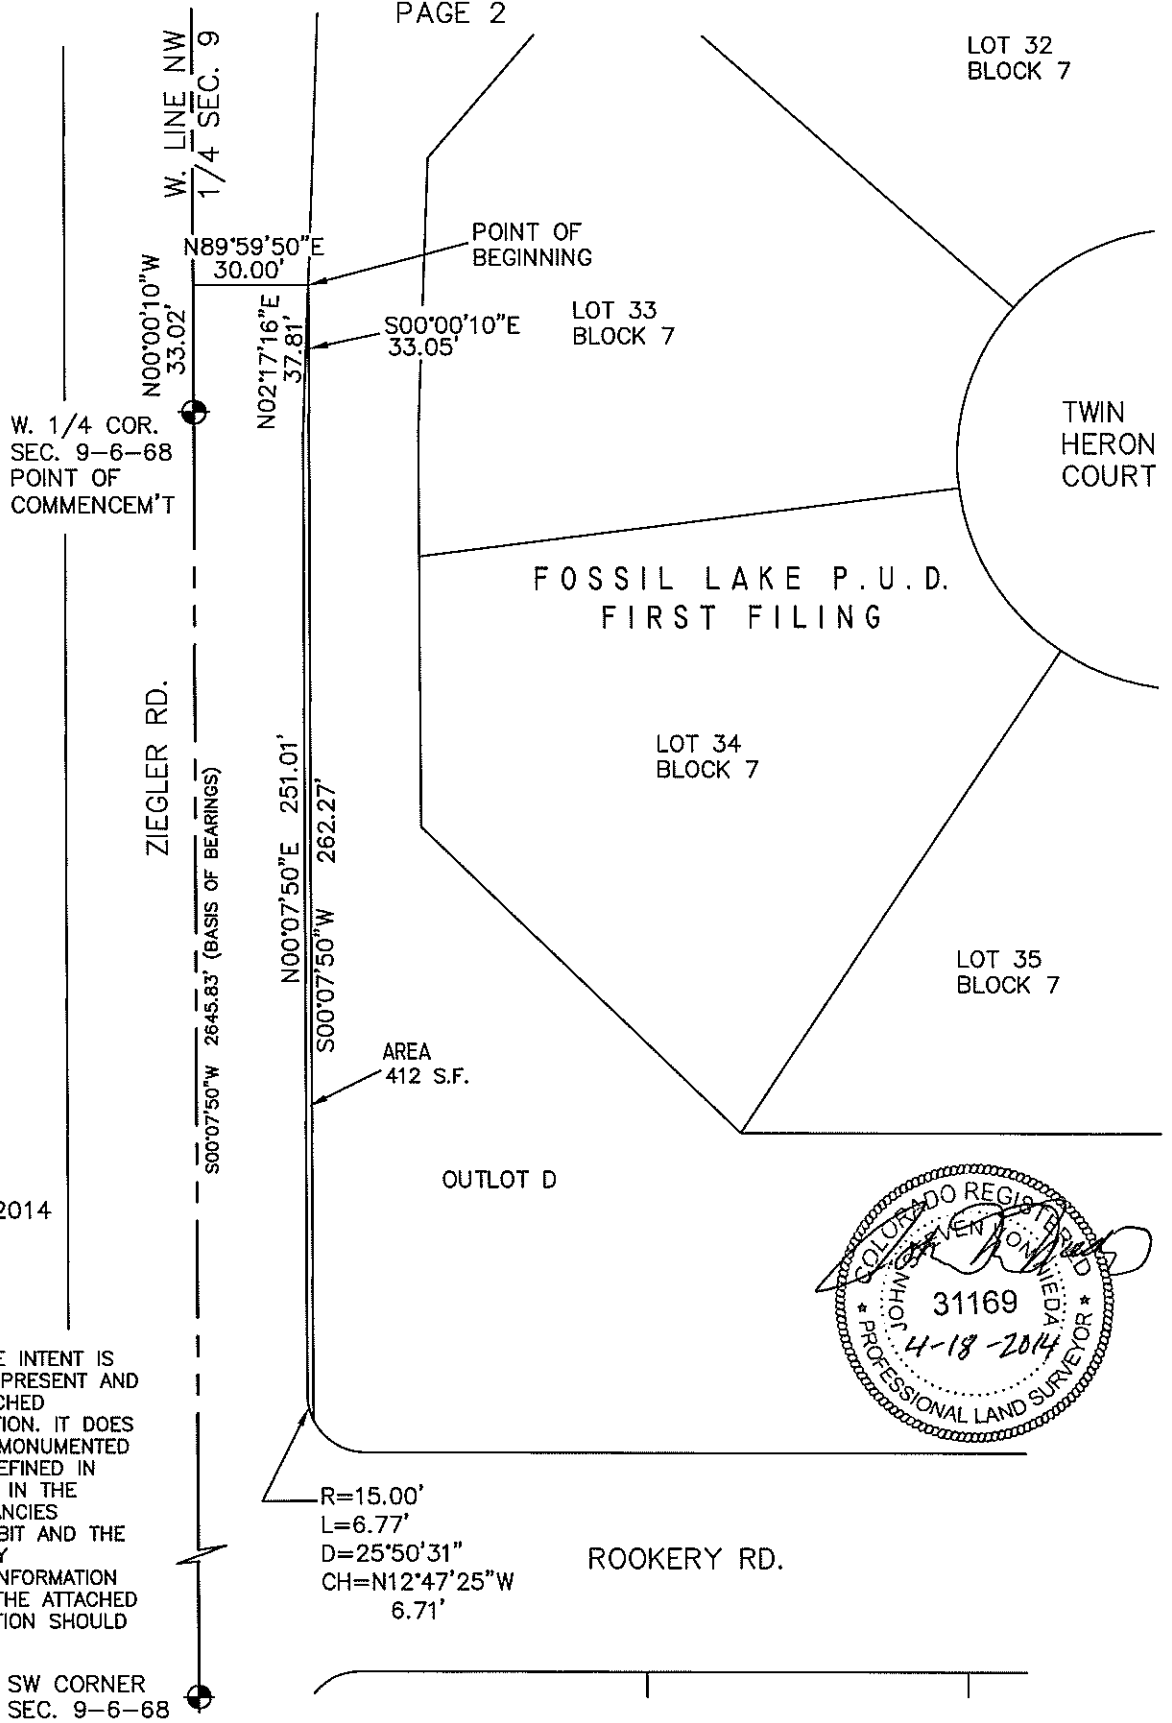 PAGE 2
W. LINE NW
1/4 SEC. 9
LOT 32
BLOCK 7
N89°59'50"E
30.00'
POINT OF
BEGINNING
N00°00'10"W
33.02'
N02°17'16"E
37.81'
S00°00'10"E
33.05'
LOT 33
BLOCK 7
W. 1/4 COR.
SEC. 9-6-68
POINT OF
COMMENCEM'T
TWIN
HERON
COURT
FOSSIL LAKE P.U.D.
FIRST FILING
ZIEGLER RD.
S00°07'50"W 2645.83' (BASIS OF BEARINGS)
N00°07'50"E 251.01'
S00°07'50"W 262.27'
LOT 34
BLOCK 7
LOT 35
BLOCK 7
AREA
412 S.F.
OUTLOT D
2014
COLORADO REGISTERED
JOHN STEVEN VON NIEDA
31169
4-18-2014
* PROFESSIONAL LAND SURVEYOR *
E INTENT IS
PRESENT AND
CHED
TION. IT DOES
MONUMENTED
EFINED IN
IN THE
ANCIES
BIT AND THE
Y
NFORMATION
THE ATTACHED
TION SHOULD
R=15.00'
L=6.77'
D=25°50'31"
CH=N12°47'25"W
6.71'
ROOKERY RD.
SW CORNER
SEC. 9-6-68